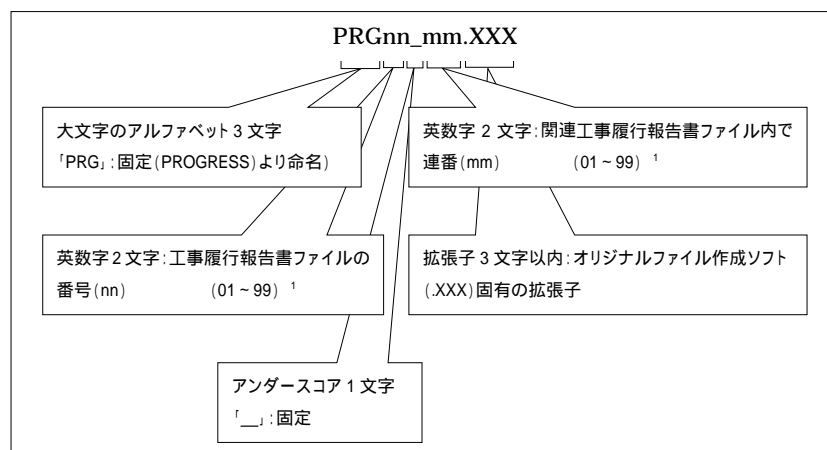 PRGnn_mm.XXX
大文字のアルファベット3文字
「PRG」:固定(PROGRESS)より命名)
英数字2文字:関連工事履行報告書ファイル内で
連番(mm) (01~99) 1
英数字2文字:工事履行報告書ファイルの
番号(nn) (01~99) 1
拡張子3文字以内:オリジナルファイル作成ソフト
(.XXX)固有の拡張子
アンダースコア1文字
「__」:固定